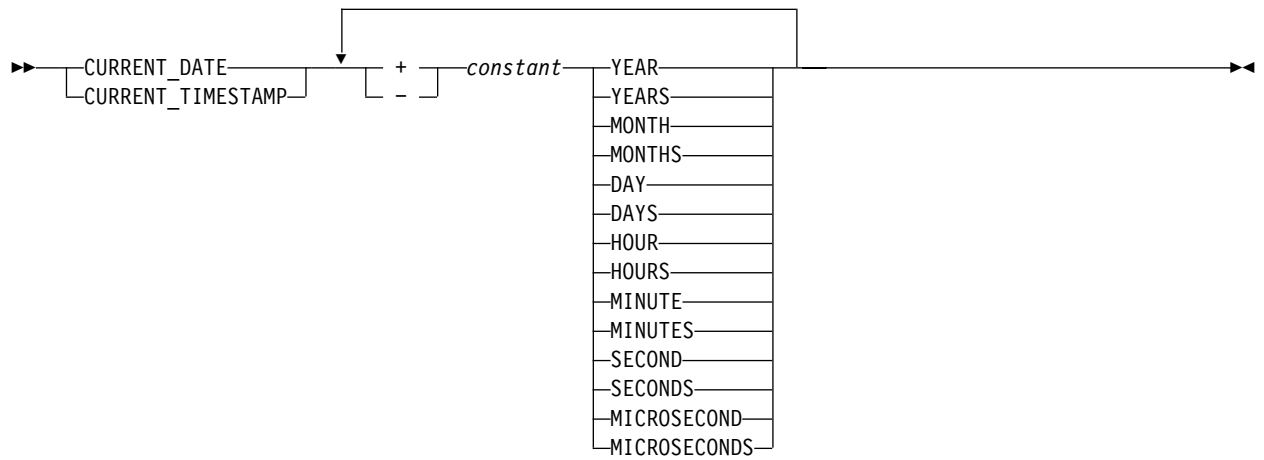 CURRENT_DATE + constant YEAR
CURRENT_TIMESTAMP − YEARS
MONTH
MONTHS
DAY
DAYS
HOUR
HOURS
MINUTE
MINUTES
SECOND
SECONDS
MICROSECOND
MICROSECONDS